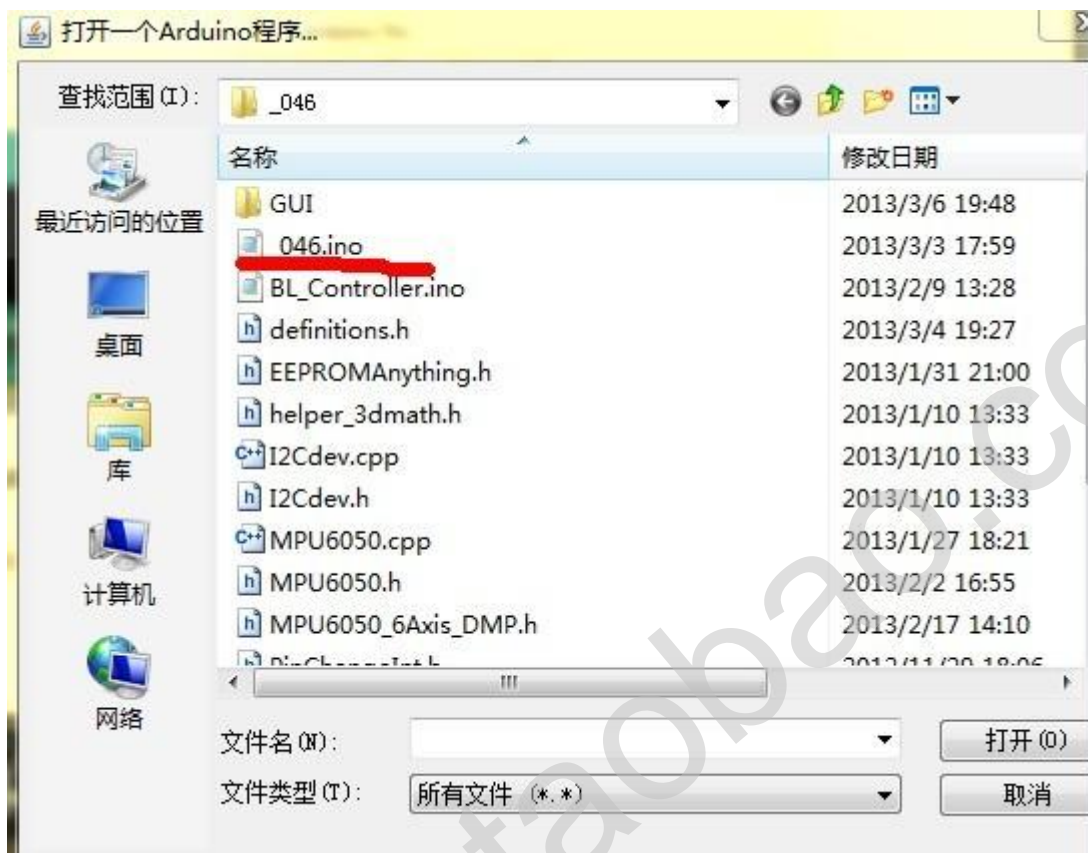 打开一个Arduino程序...
查找范围(I):
_046
名称
修改日期
最近访问的位置
桌面
库
计算机
网络
GUI 2013/3/6 19:48
_046.ino 2013/3/3 17:59
BL_Controller.ino 2013/2/9 13:28
definitions.h 2013/3/4 19:27
EEPROMAnything.h 2013/1/31 21:00
helper_3dmath.h 2013/1/10 13:33
I2Cdev.cpp 2013/1/10 13:33
I2Cdev.h 2013/1/10 13:33
MPU6050.cpp 2013/1/27 18:21
MPU6050.h 2013/2/2 16:55
MPU6050_6Axis_DMP.h 2013/2/17 14:10
文件名(N):
打开(O)
文件类型(T):
所有文件 (*.*)
取消
taobao.co